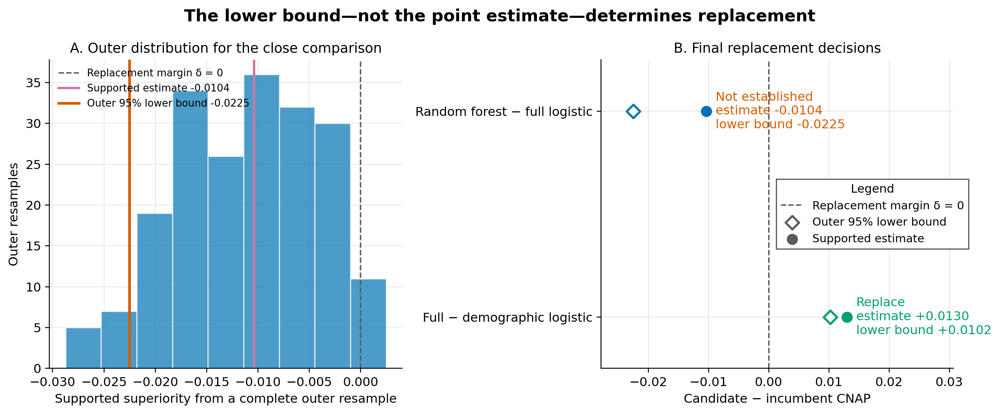 The lower bound—not the point estimate—determines replacement
A. Outer distribution for the close comparison
Replacement margin δ = 0
Supported estimate -0.0104
Outer 95% lower bound -0.0225
Outer resamples
35
30
25
20
15
10
5
0
−0.030 −0.025 −0.020 −0.015 −0.010 −0.005 0.000
Supported superiority from a complete outer resample
B. Final replacement decisions
Random forest − full logistic
Not established
estimate -0.0104
lower bound -0.0225
Legend
Replacement margin δ = 0
Outer 95% lower bound
Supported estimate
Full − demographic logistic
Replace
estimate +0.0130
lower bound +0.0102
−0.02 −0.01 0.00 0.01 0.02 0.03
Candidate − incumbent CNAP